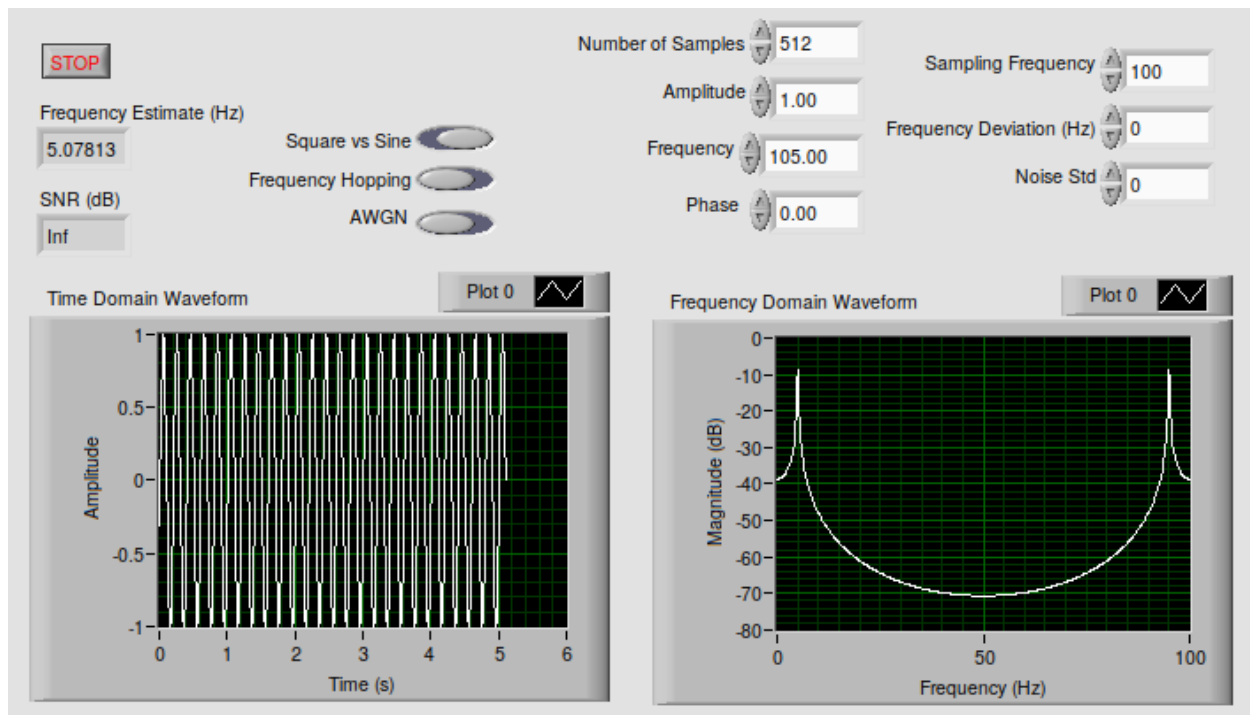 STOP
Frequency Estimate (Hz)
5.07813
SNR (dB)
Inf
Square vs Sine
Frequency Hopping
AWGN
Number of Samples 512
Amplitude 1.00
Frequency 105.00
Phase 0.00
Sampling Frequency 100
Frequency Deviation (Hz) 0
Noise Std 0
Time Domain Waveform
Plot 0
Amplitude
1
0.5
0
-0.5
-1
0 1 2 3 4 5 6
Time (s)
Frequency Domain Waveform
Plot 0
Magnitude (dB)
0
-10
-20
-30
-40
-50
-60
-70
-80
0 50 100
Frequency (Hz)